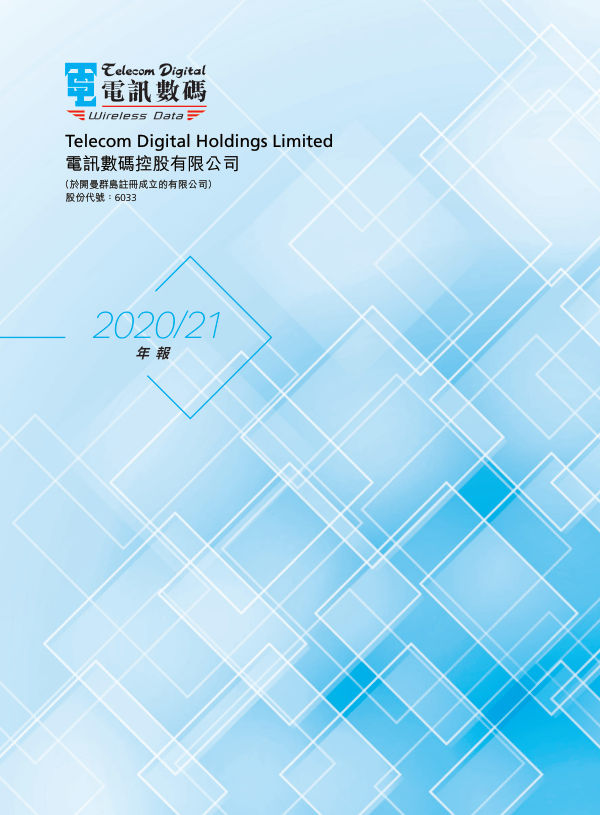 Telecom Digital
電訊數碼
Wireless Data
Telecom Digital Holdings Limited
電訊數碼控股有限公司
（於開曼群島註冊成立的有限公司）
股份代號：6033
2020/21
年報